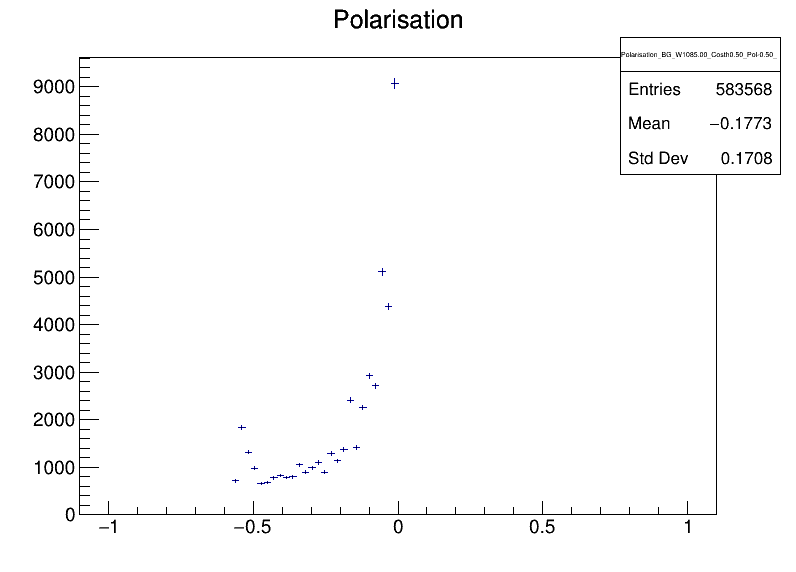 Polarisation
Polarisation_BG_W1085.00_Costh0.50_Pol-0.50_
Entries 583568
Mean −0.1773
Std Dev 0.1708
9000
8000
7000
6000
5000
4000
3000
2000
1000
0
−1 −0.5 0 0.5 1